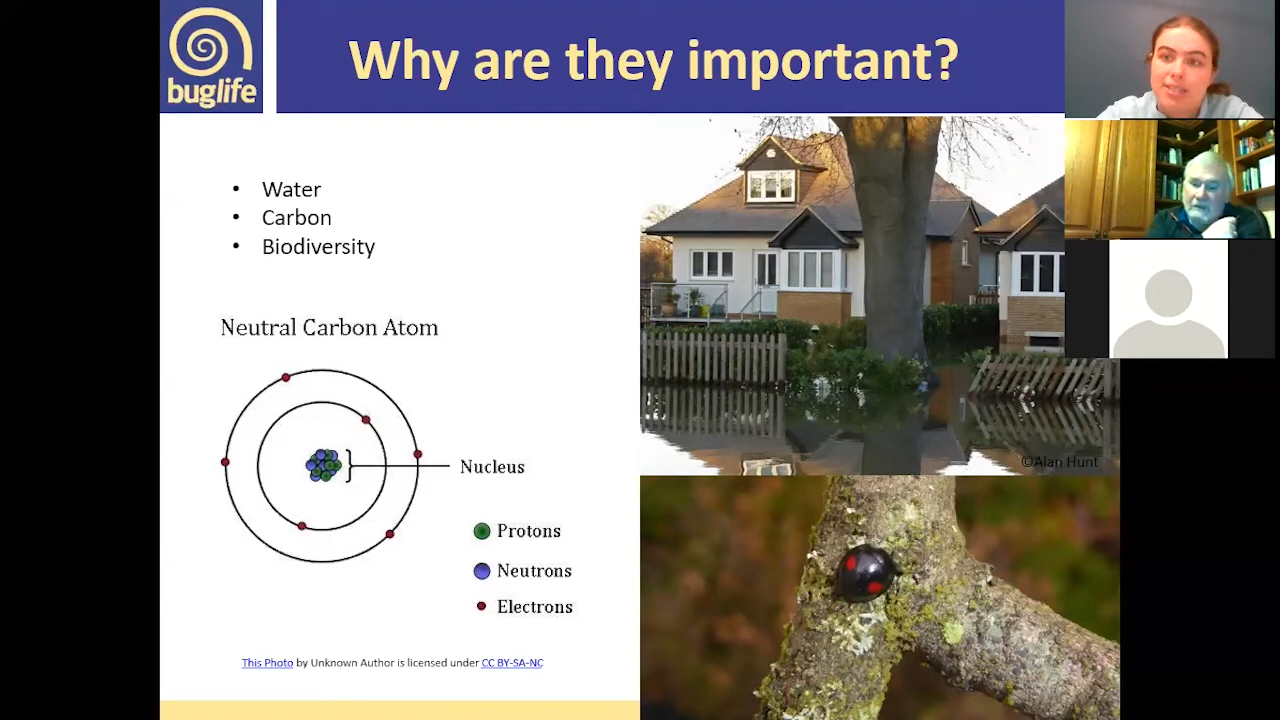 buglife
Why are they important?
• Water
• Carbon
• Biodiversity
Neutral Carbon Atom
Nucleus
Protons
Neutrons
Electrons
This Photo by Unknown Author is licensed under CC BY-SA-NC
©Alan Hunt